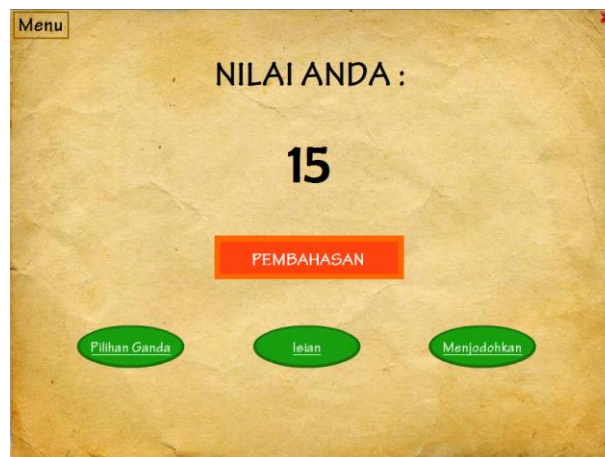 Menu
NILAI ANDA :
15
PEMBAHASAN
Pilihan Ganda
Isian
Menjodohkan